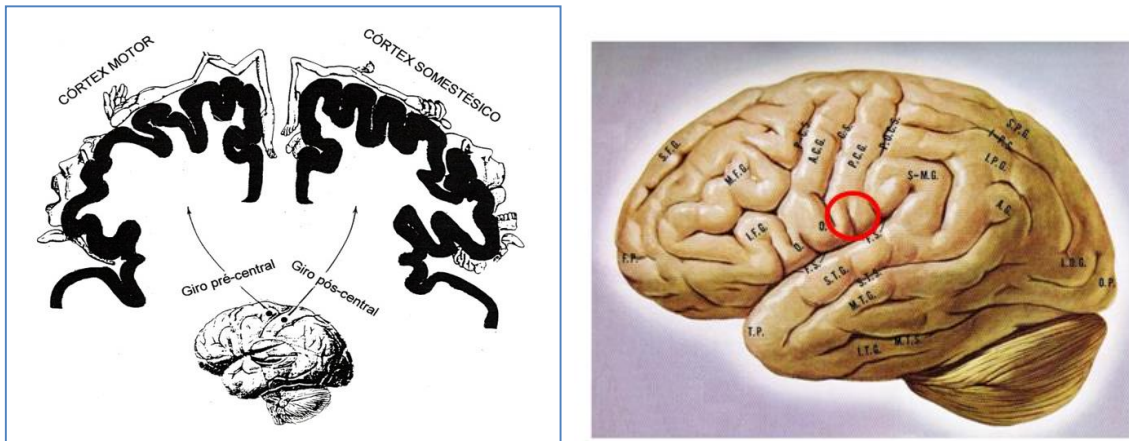 CÓRTEX MOTOR
CÓRTEX SOMESTÉSICO
Giro pré-central
Giro pós-central
S.F.G.
M.F.G.
I.F.G.
F.P.
A.C.G.
C.S.
P.C.G.
S-M.G.
S.P.G.
I.P.G.
A.G.
O.
F.S.
S.T.G.
S.T.S.
M.T.G.
M.T.S.
I.T.G.
T.P.
O.P.